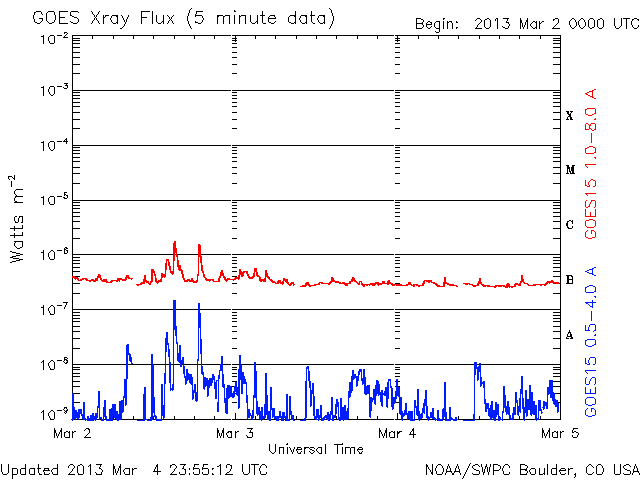 GOES Xray Flux (5 minute data)
Begin: 2013 Mar 2 0000 UTC
Watts m⁻²
10⁻²
10⁻³
10⁻⁴
10⁻⁵
10⁻⁶
10⁻⁷
10⁻⁸
10⁻⁹
X
M
C
B
A
GOES15 1.0–8.0 A
GOES15 0.5–4.0 A
Mar 2
Mar 3
Mar 4
Mar 5
Universal Time
Updated 2013 Mar 4 23:55:12 UTC
NOAA/SWPC Boulder, CO USA